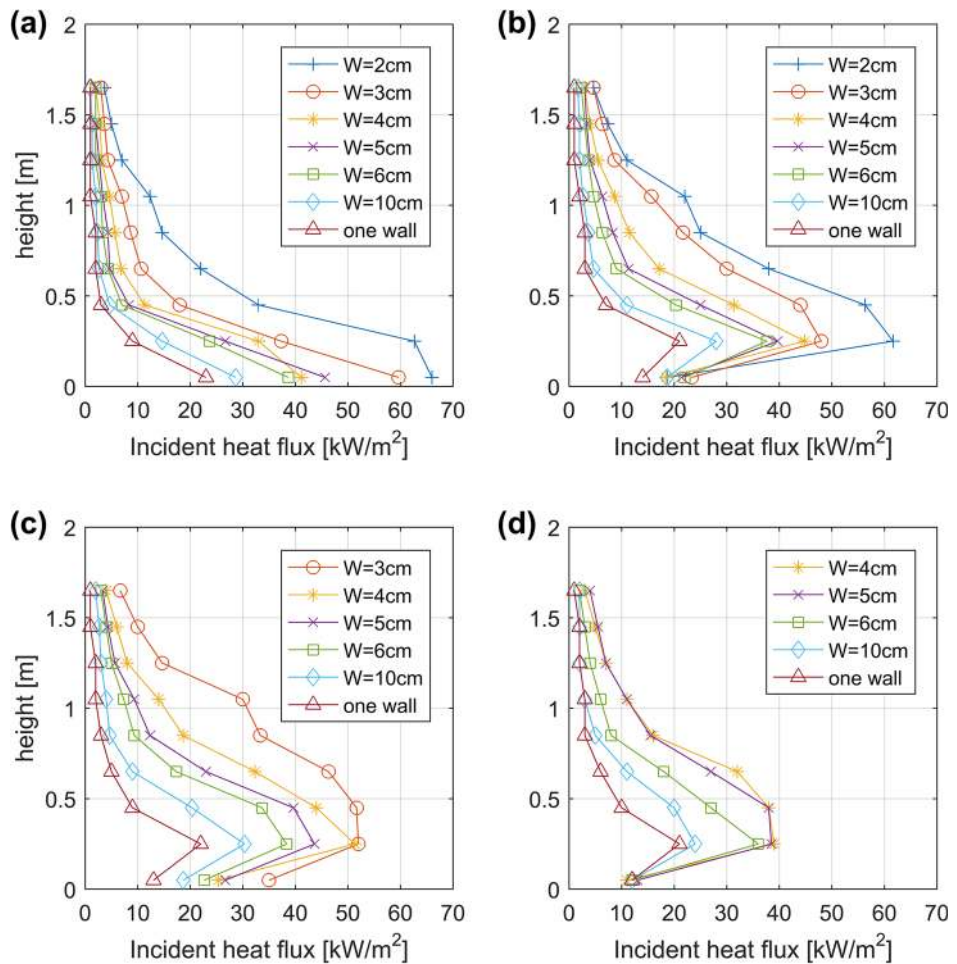 (a)
2
1.5
1
0.5
0
height [m]
0 10 20 30 40 50 60 70
Incident heat flux [kW/m²]
W=2cm
W=3cm
W=4cm
W=5cm
W=6cm
W=10cm
one wall
(b)
2
1.5
1
0.5
0
0 10 20 30 40 50 60 70
Incident heat flux [kW/m²]
W=2cm
W=3cm
W=4cm
W=5cm
W=6cm
W=10cm
one wall
(c)
2
1.5
1
0.5
0
height [m]
0 10 20 30 40 50 60 70
Incident heat flux [kW/m²]
W=3cm
W=4cm
W=5cm
W=6cm
W=10cm
one wall
(d)
2
1.5
1
0.5
0
0 10 20 30 40 50 60 70
Incident heat flux [kW/m²]
W=4cm
W=5cm
W=6cm
W=10cm
one wall